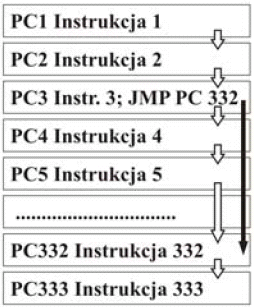 PC1 Instrukcja 1
PC2 Instrukcja 2
PC3 Instr. 3; JMP PC 332
PC4 Instrukcja 4
PC5 Instrukcja 5
...............................
PC332 Instrukcja 332
PC333 Instrukcja 333